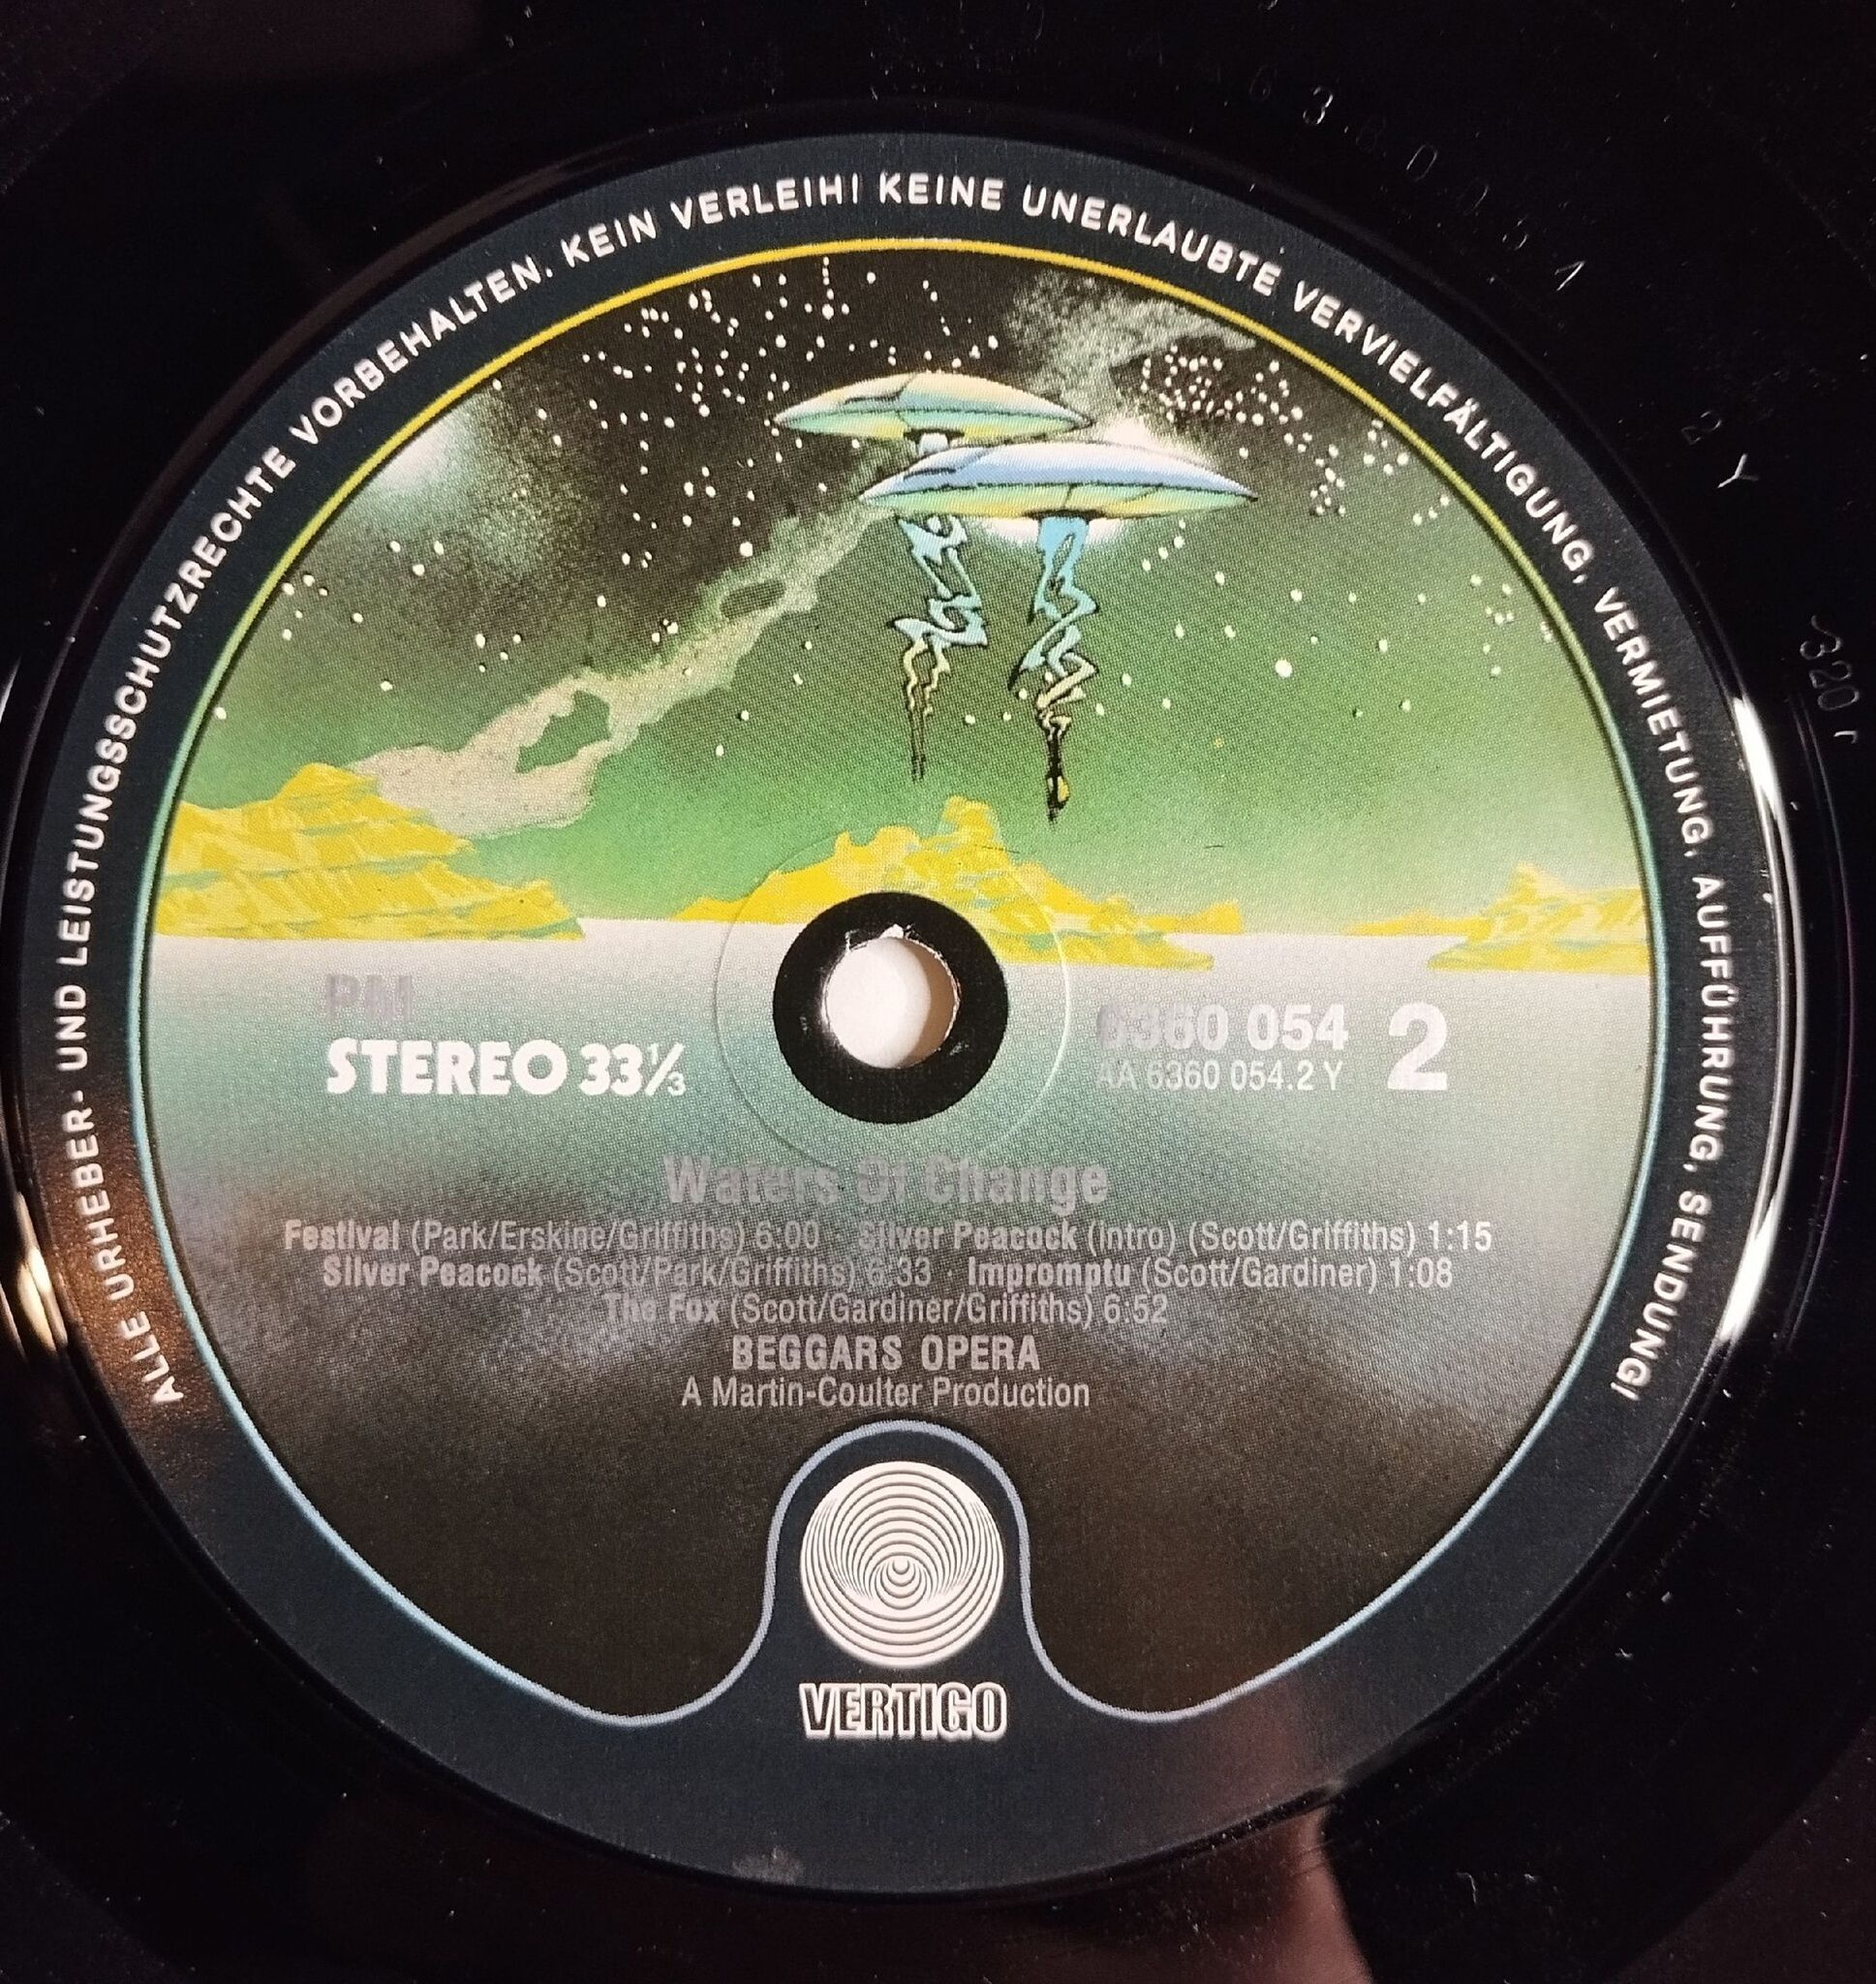 ALLE URHEBER- UND LEISTUNGSSCHUTZRECHTE VORBEHALTEN. KEIN VERLEIH! KEINE UNERLAUBTE VERVIELFÄLTIGUNG, VERMIETUNG, AUFFÜHRUNG, SENDUNG!
PM
STEREO 33⅓
6360 054
AA 6360 054.2 Y
2
Waters Of Change
Festival (Park/Erskine/Griffiths) 6:00 · Silver Peacock (Intro) (Scott/Griffiths) 1:15
Silver Peacock (Scott/Park/Griffiths) 6:33 · Impromptu (Scott/Gardiner) 1:08
The Fox (Scott/Gardiner/Griffiths) 6:52
BEGGARS OPERA
A Martin-Coulter Production
VERTIGO
2 Y
320